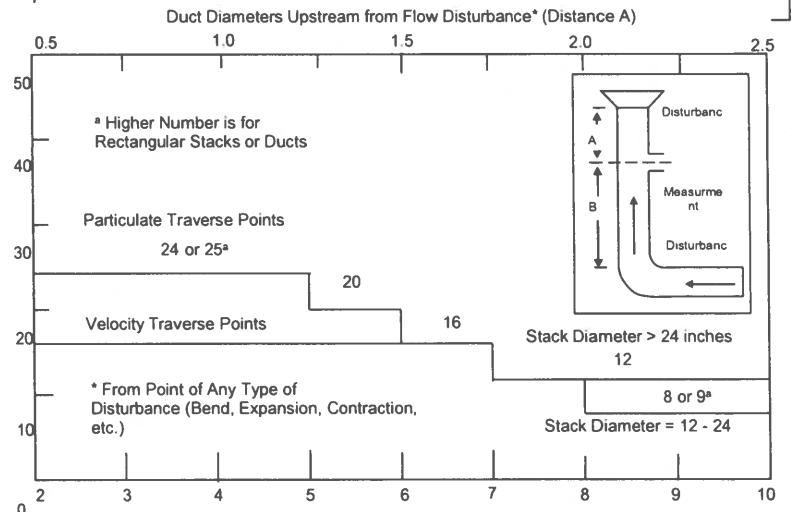 Duct Diameters Upstream from Flow Disturbance* (Distance A)
0.5 1.0 1.5 2.0 2.5
50
40
30
20
10
0
ª Higher Number is for
Rectangular Stacks or Ducts
Particulate Traverse Points
24 or 25ª
20
Velocity Traverse Points
16
Stack Diameter > 24 inches
12
8 or 9ª
Stack Diameter = 12 - 24
* From Point of Any Type of
Disturbance (Bend, Expansion, Contraction,
etc.)
Disturbanc
A
Measurme
nt
B
Disturbanc
2 3 4 5 6 7 8 9 10